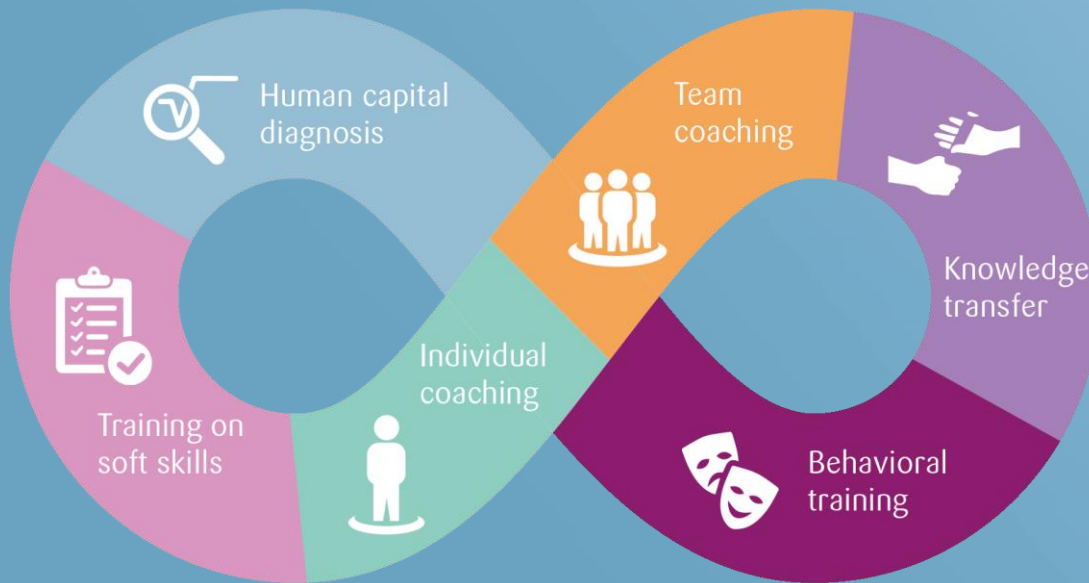 Human capital
diagnosis
Team
coaching
Knowledge
transfer
Individual
coaching
Training on
soft skills
Behavioral
training